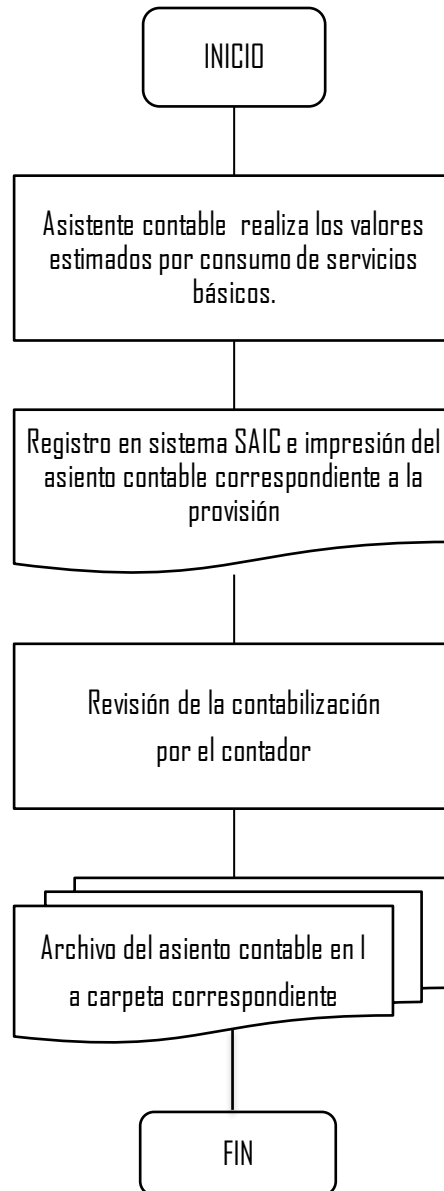 INICIO
Asistente contable realiza los valores
estimados por consumo de servicios
básicos.
Registro en sistema SAIC e impresión del
asiento contable correspondiente a la
provisión
Revisión de la contabilización
por el contador
Archivo del asiento contable en l
a carpeta correspondiente
FIN